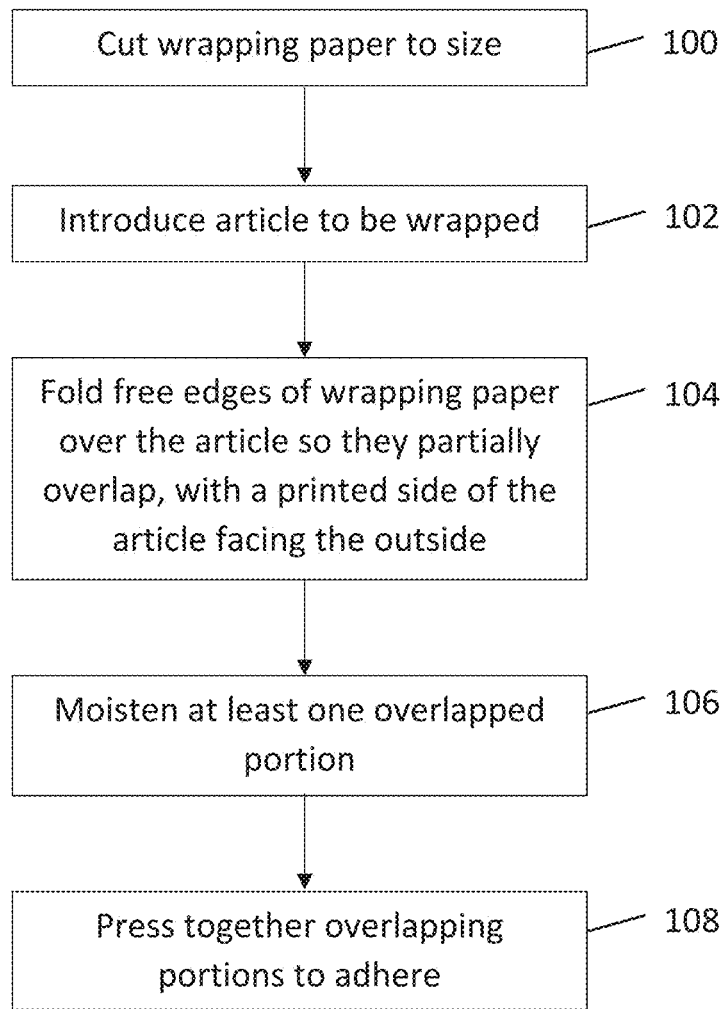 Cut wrapping paper to size
100
Introduce article to be wrapped
102
Fold free edges of wrapping paper
over the article so they partially
overlap, with a printed side of the
article facing the outside
104
Moisten at least one overlapped
portion
106
Press together overlapping
portions to adhere
108